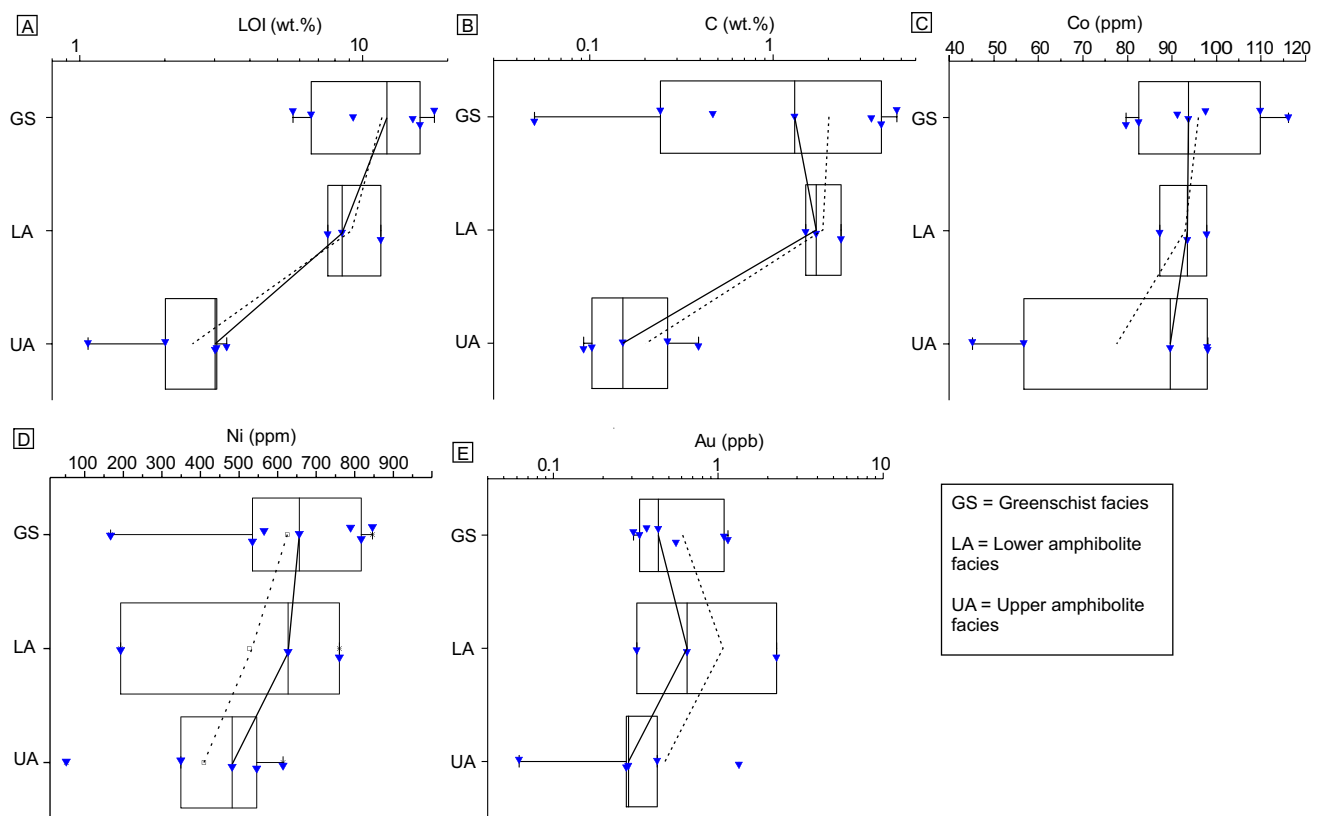 A
LOI (wt.%)
1 10
GS
LA
UA
B
C (wt.%)
0.1 1
GS
LA
UA
C
Co (ppm)
40 50 60 70 80 90 100 110 120
GS
LA
UA
D
Ni (ppm)
100 200 300 400 500 600 700 800 900
GS
LA
UA
E
Au (ppb)
0.1 1 10
GS
LA
UA
GS = Greenschist facies
LA = Lower amphibolite
facies
UA = Upper amphibolite
facies